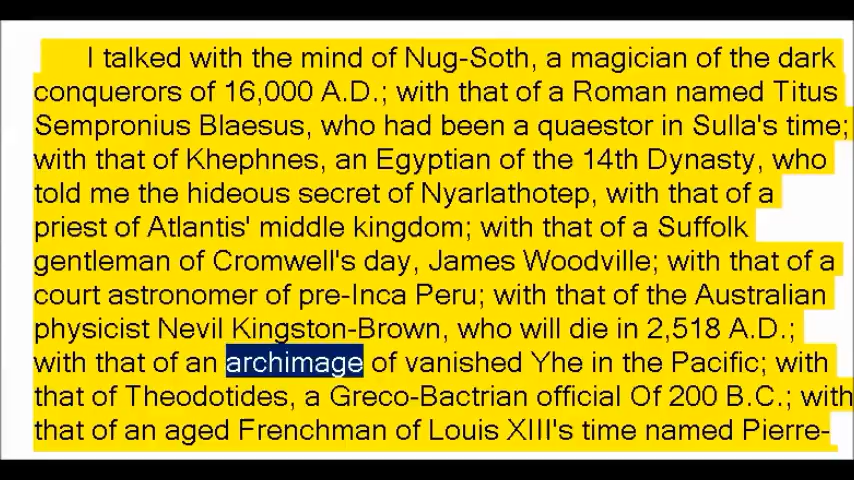 I talked with the mind of Nug-Soth, a magician of the dark
conquerors of 16,000 A.D.; with that of a Roman named Titus
Sempronius Blaesus, who had been a quaestor in Sulla's time;
with that of Khephnes, an Egyptian of the 14th Dynasty, who
told me the hideous secret of Nyarlathotep, with that of a
priest of Atlantis' middle kingdom; with that of a Suffolk
gentleman of Cromwell's day, James Woodville; with that of a
court astronomer of pre-Inca Peru; with that of the Australian
physicist Nevil Kingston-Brown, who will die in 2,518 A.D.;
with that of an archimage of vanished Yhe in the Pacific; with
that of Theodotides, a Greco-Bactrian official Of 200 B.C.; with
that of an aged Frenchman of Louis XIII's time named Pierre-